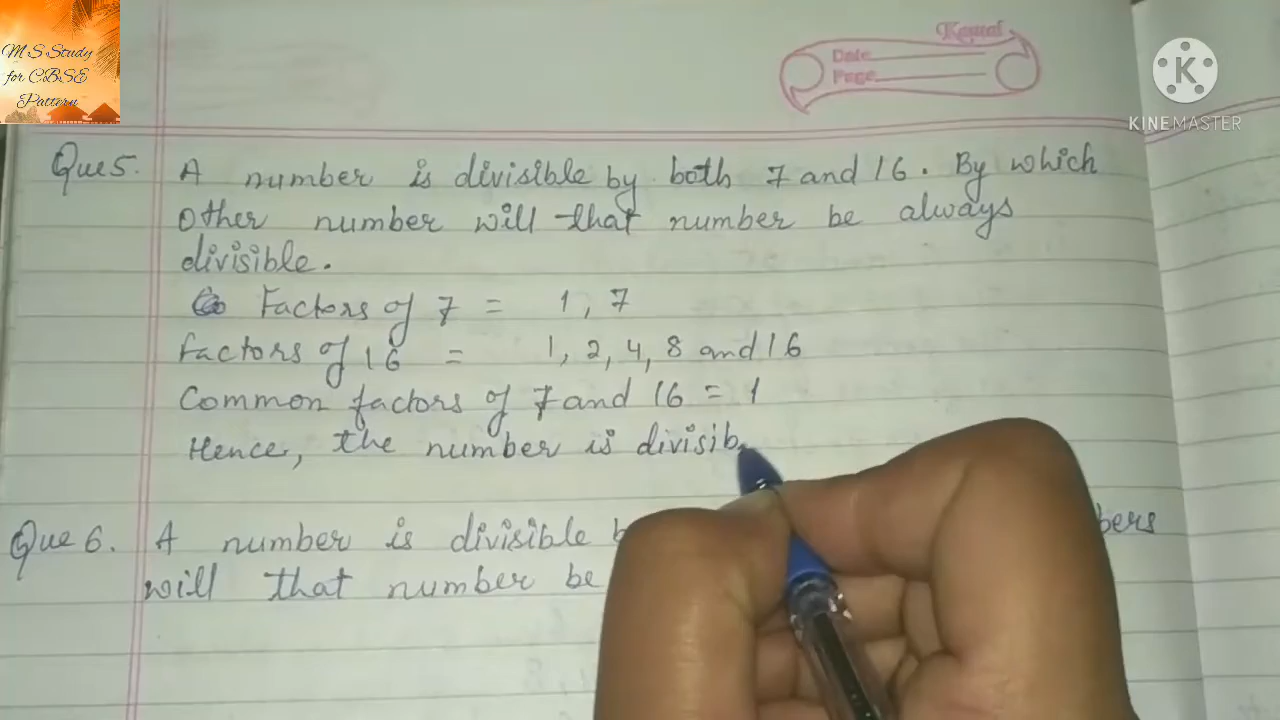 M S Study
for CBSE
Pattern
Komal
Date
Page
KINEMASTER
Que 5. A number is divisible by both 7 and 16. By which
other number will that number be always
divisible.
Factors of 7 = 1, 7
Factors of 16 = 1, 2, 4, 8 and 16
Common factors of 7 and 16 = 1
Hence, the number is divisib
Que 6. A number is divisible b bers
will that number be